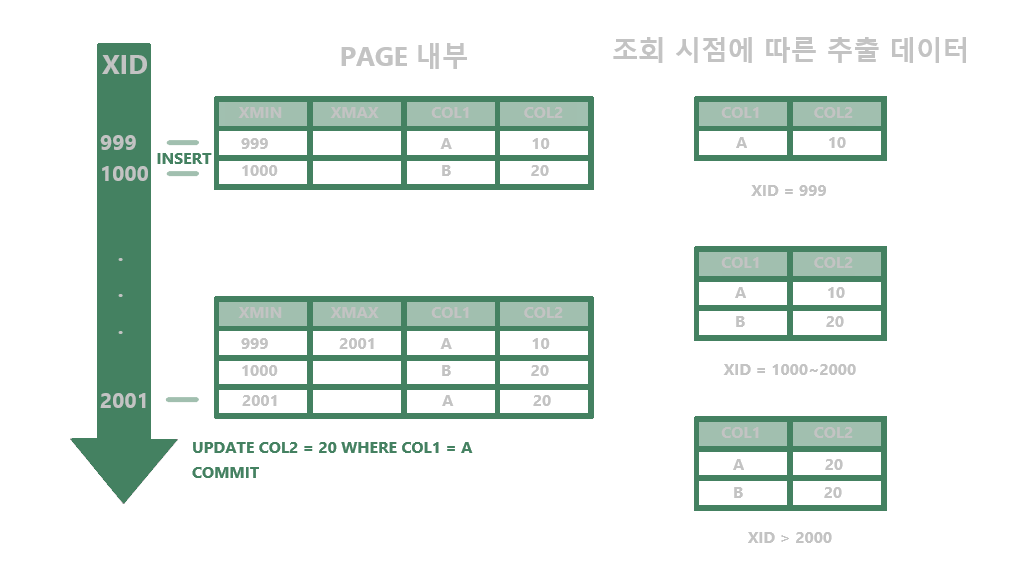 XID
PAGE 내부
조회 시점에 따른 추출 데이터
XMIN XMAX COL1 COL2
999 A 10
1000 B 20
999
INSERT
1000
COL1 COL2
A 10
XID = 999
.
.
.
COL1 COL2
A 10
B 20
XID = 1000~2000
XMIN XMAX COL1 COL2
999 2001 A 10
1000 B 20
2001 A 20
2001
UPDATE COL2 = 20 WHERE COL1 = A
COMMIT
COL1 COL2
A 20
B 20
XID > 2000